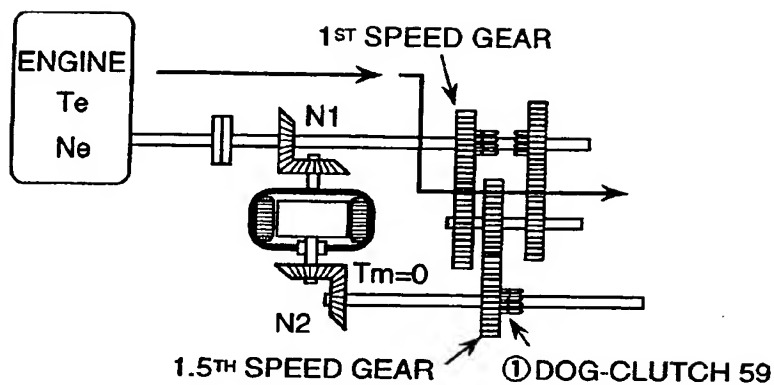 1ST SPEED GEAR
ENGINE
Te
Ne
N1
Tm=0
N2
1.5TH SPEED GEAR
①DOG-CLUTCH 59